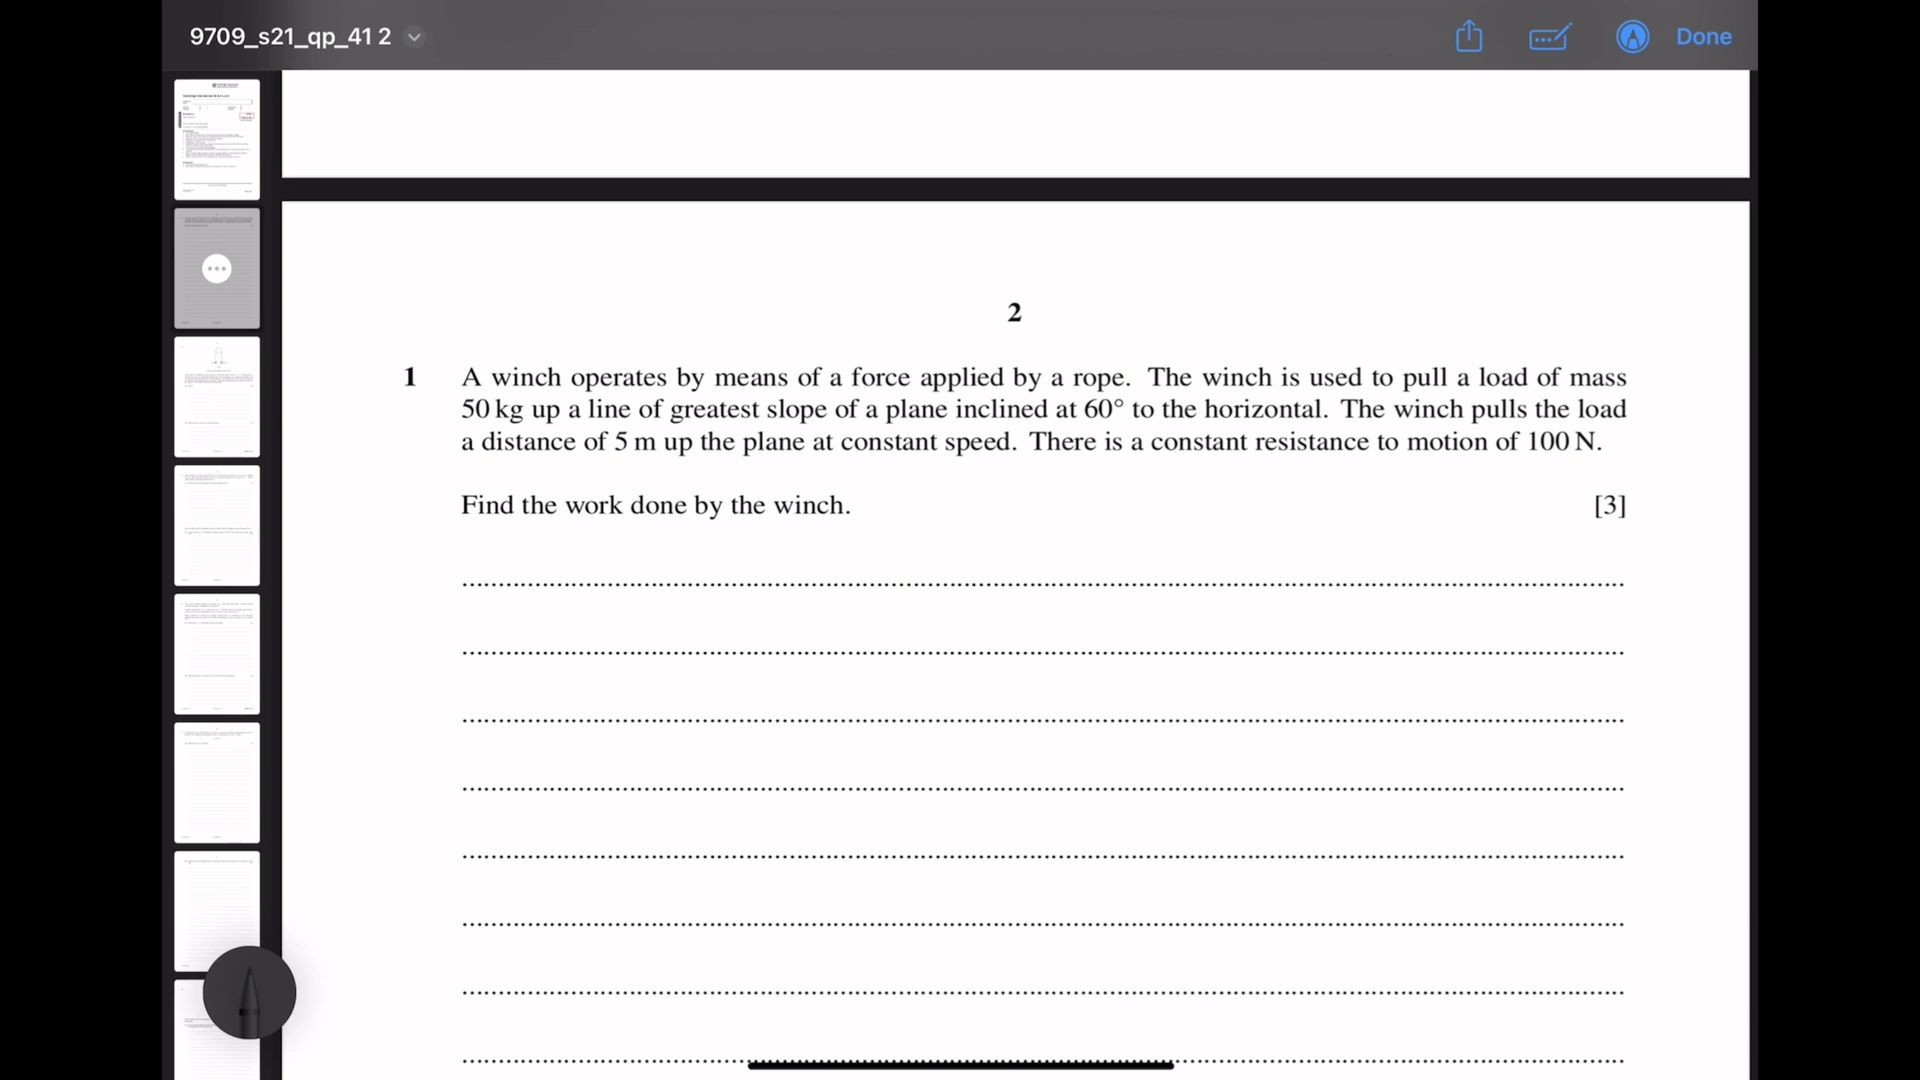 9709_s21_qp_41 2
Done
2
1 A winch operates by means of a force applied by a rope. The winch is used to pull a load of mass
50 kg up a line of greatest slope of a plane inclined at 60° to the horizontal. The winch pulls the load
a distance of 5 m up the plane at constant speed. There is a constant resistance to motion of 100 N.
Find the work done by the winch. [3]